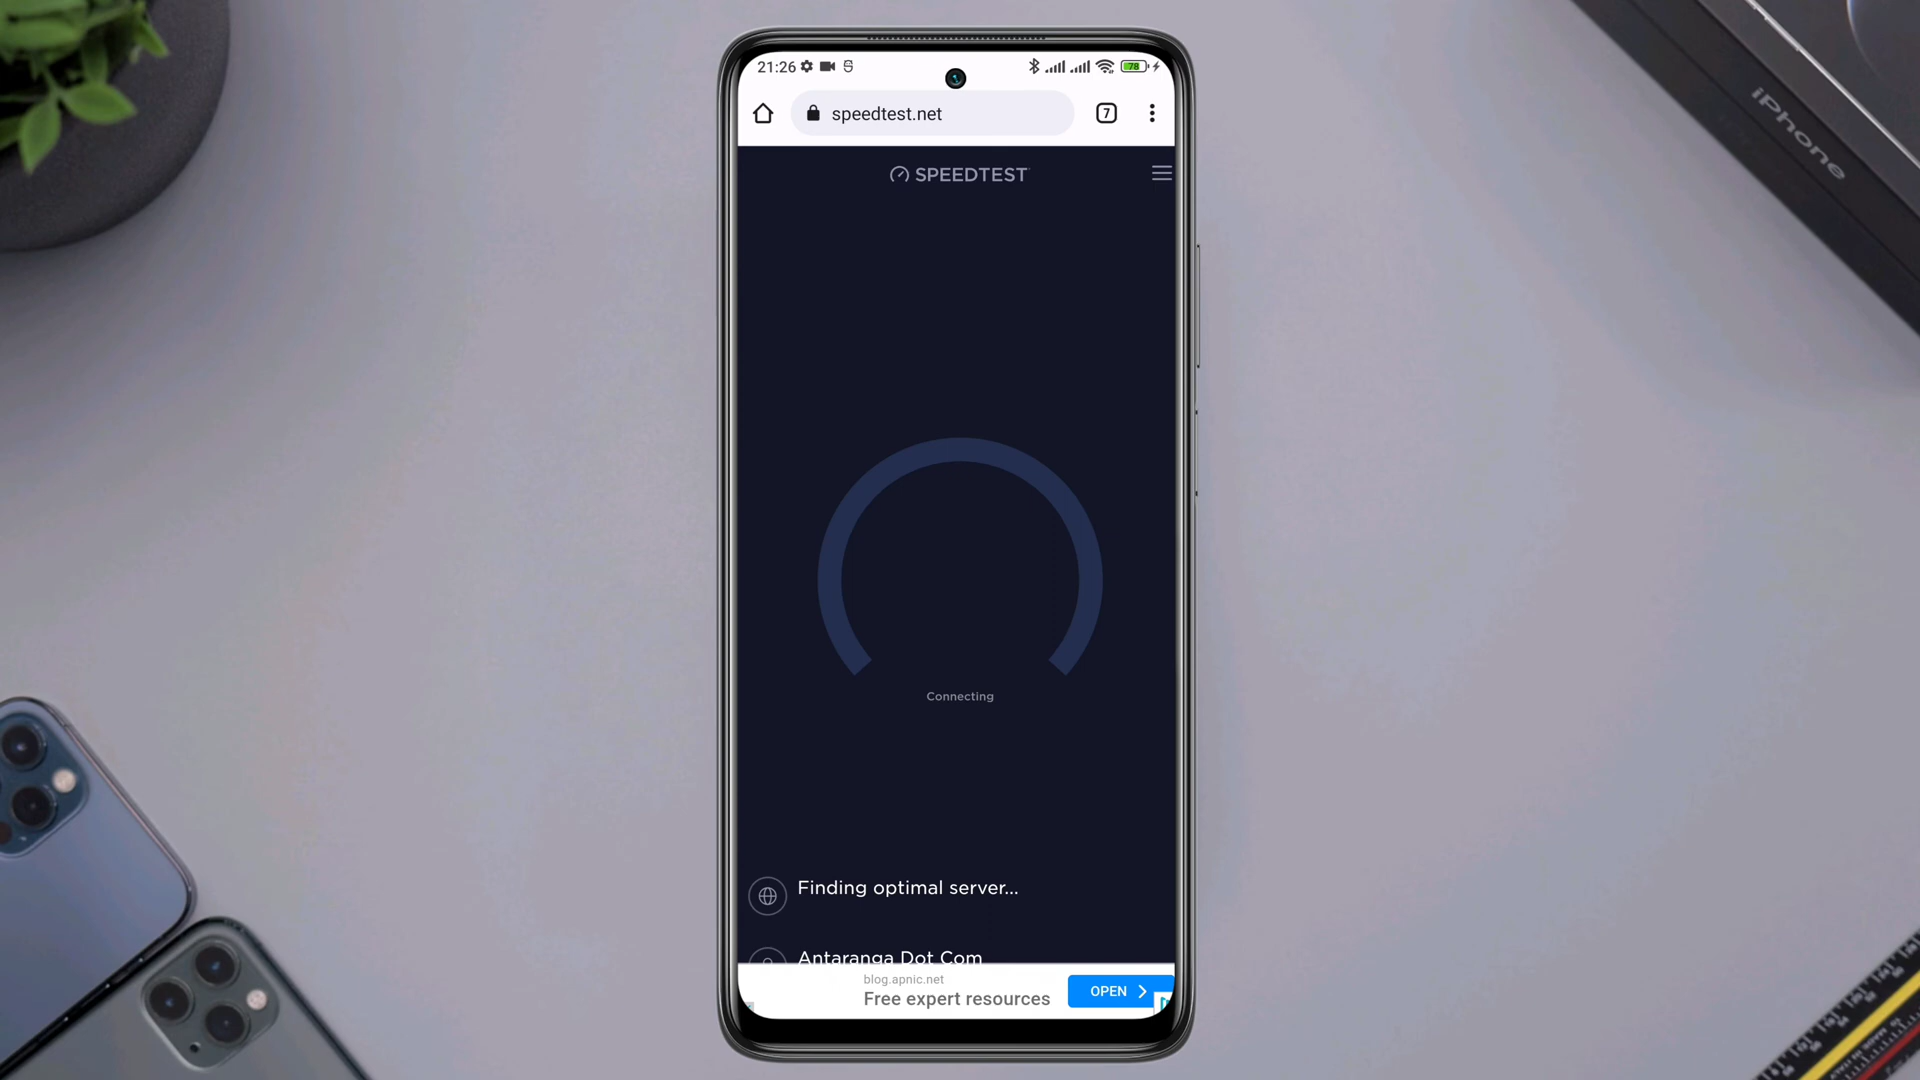 21:26
78
speedtest.net
7
SPEEDTEST
Connecting
Finding optimal server...
Antaranga Dot Com
blog.apnic.net
Free expert resources
OPEN
iPhone